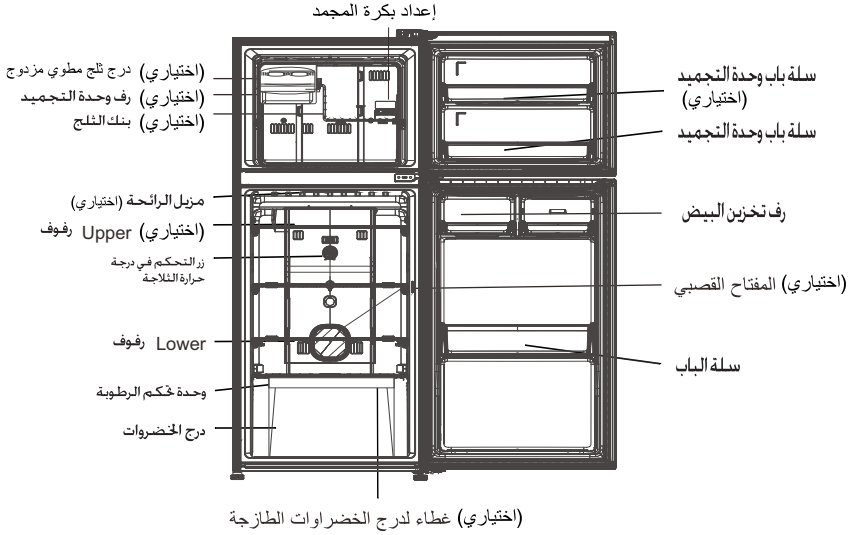 إعداد بكرة المجمد
(اختياري) درج ثلج مطوي مزدوج
(اختياري) رف وحدة التجميد
(اختياري) بنك الثلج
سلة باب وحدة التجميد
(اختياري)
سلة باب وحدة التجميد
مزيل الرائحة (اختياري)
(اختياري) Upper رفوف
زر التحكم في درجة
حرارة الثلاجة
رف تخزين البيض
(اختياري) المفتاح القصبي
Lower رفوف
سلة الباب
وحدة تحكم الرطوبة
درج الخضروات
(اختياري) غطاء لدرج الخضراوات الطازجة